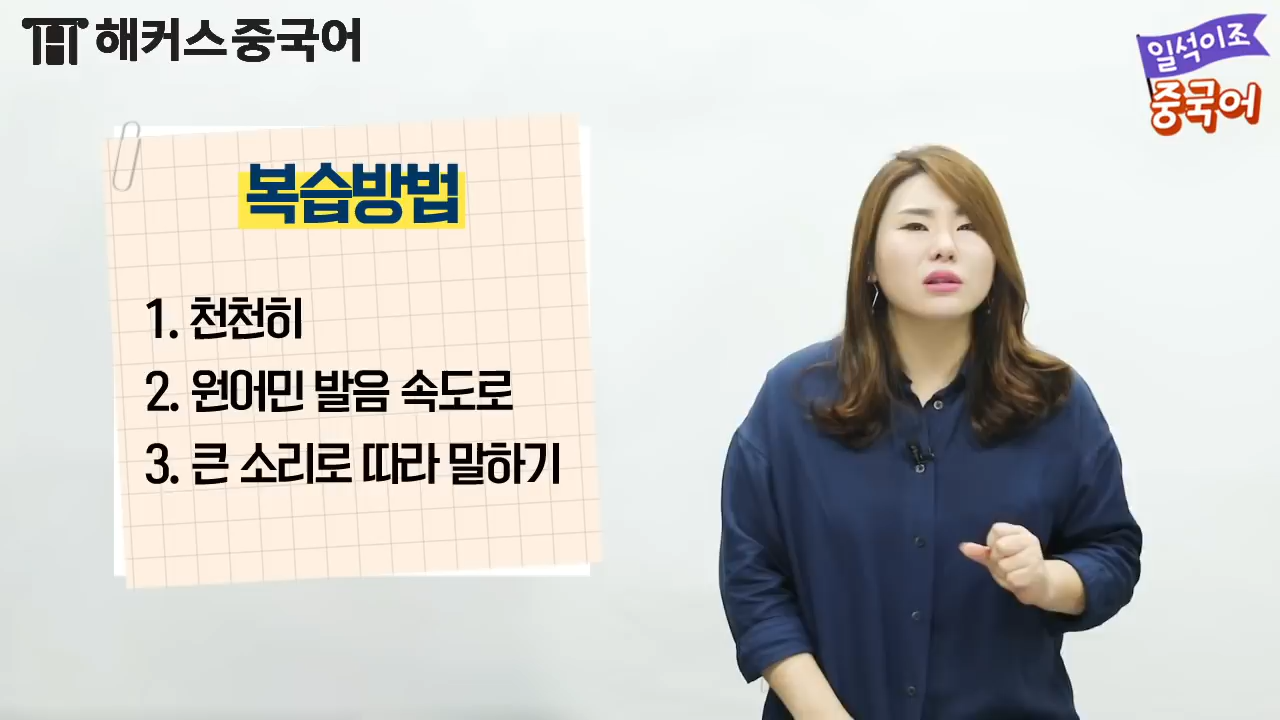 해커스 중국어
일석이조
중국어
복습방법
1. 천천히
2. 원어민 발음 속도로
3. 큰 소리로 따라 말하기